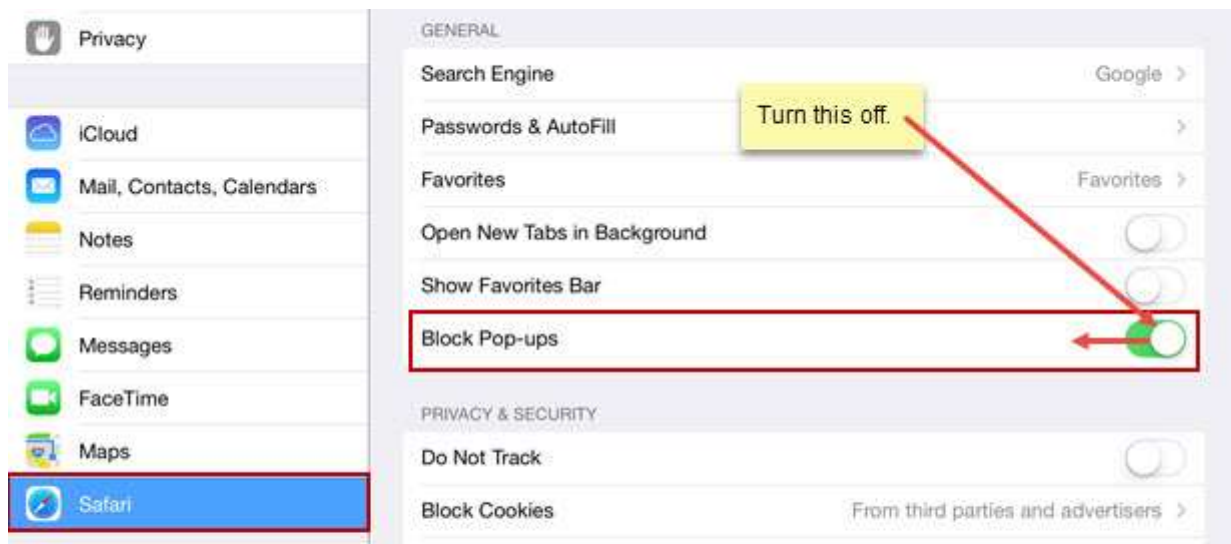 Privacy
iCloud
Mail, Contacts, Calendars
Notes
Reminders
Messages
FaceTime
Maps
Safari
GENERAL
Search Engine Google
Passwords & AutoFill
Turn this off.
Favorites Favorites
Open New Tabs in Background
Show Favorites Bar
Block Pop-ups
PRIVACY & SECURITY
Do Not Track
Block Cookies From third parties and advertisers